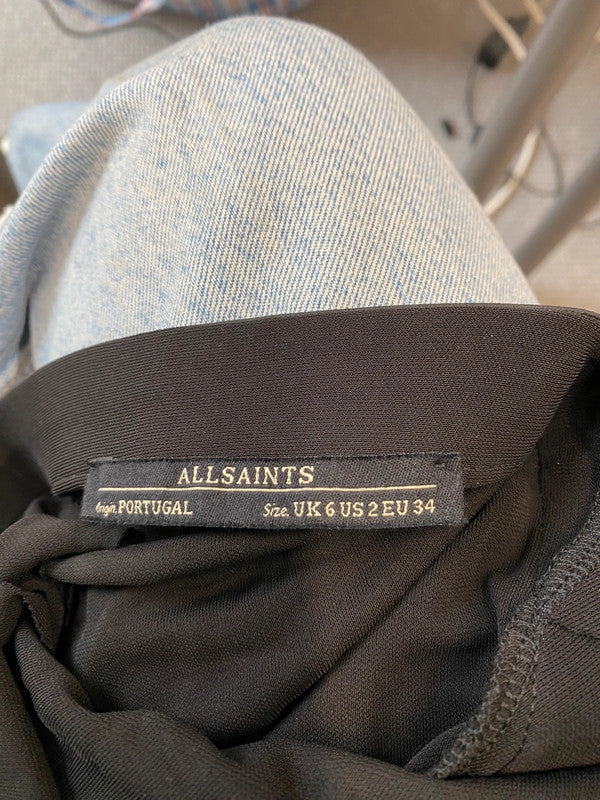 ALLSAINTS
Origin. PORTUGAL Size. UK 6 US 2 EU 34